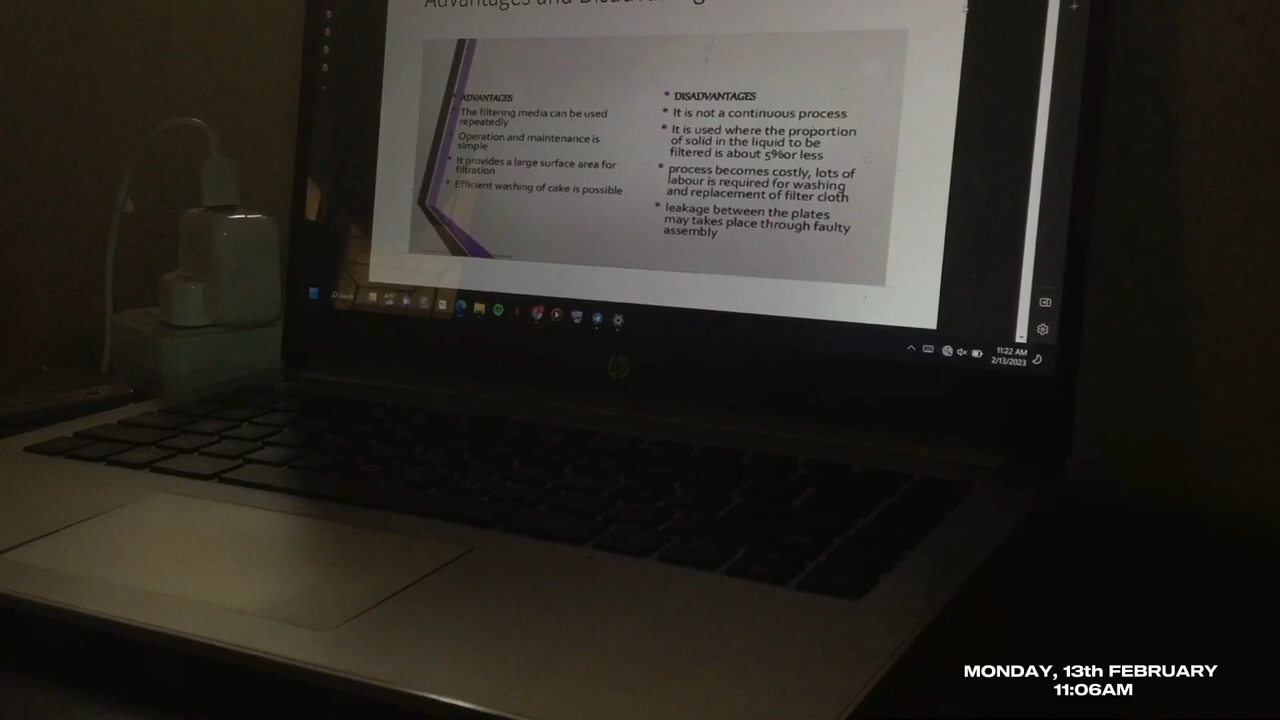 Advantages and
ADVANTAGES
The filtering media can be used
repeatedly
Operation and maintenance is
simple
It provides a large surface area for
filtration
Efficient washing of cake is possible
DISADVANTAGES
It is not a continuous process
It is used where the proportion
of solid in the liquid to be
filtered is about 5%or less
process becomes costly, lots of
labour is required for washing
and replacement of filter cloth
leakage between the plates
may takes place through faulty
assembly
11:22 AM
2/13/2023
hp
MONDAY, 13th FEBRUARY
11:06AM